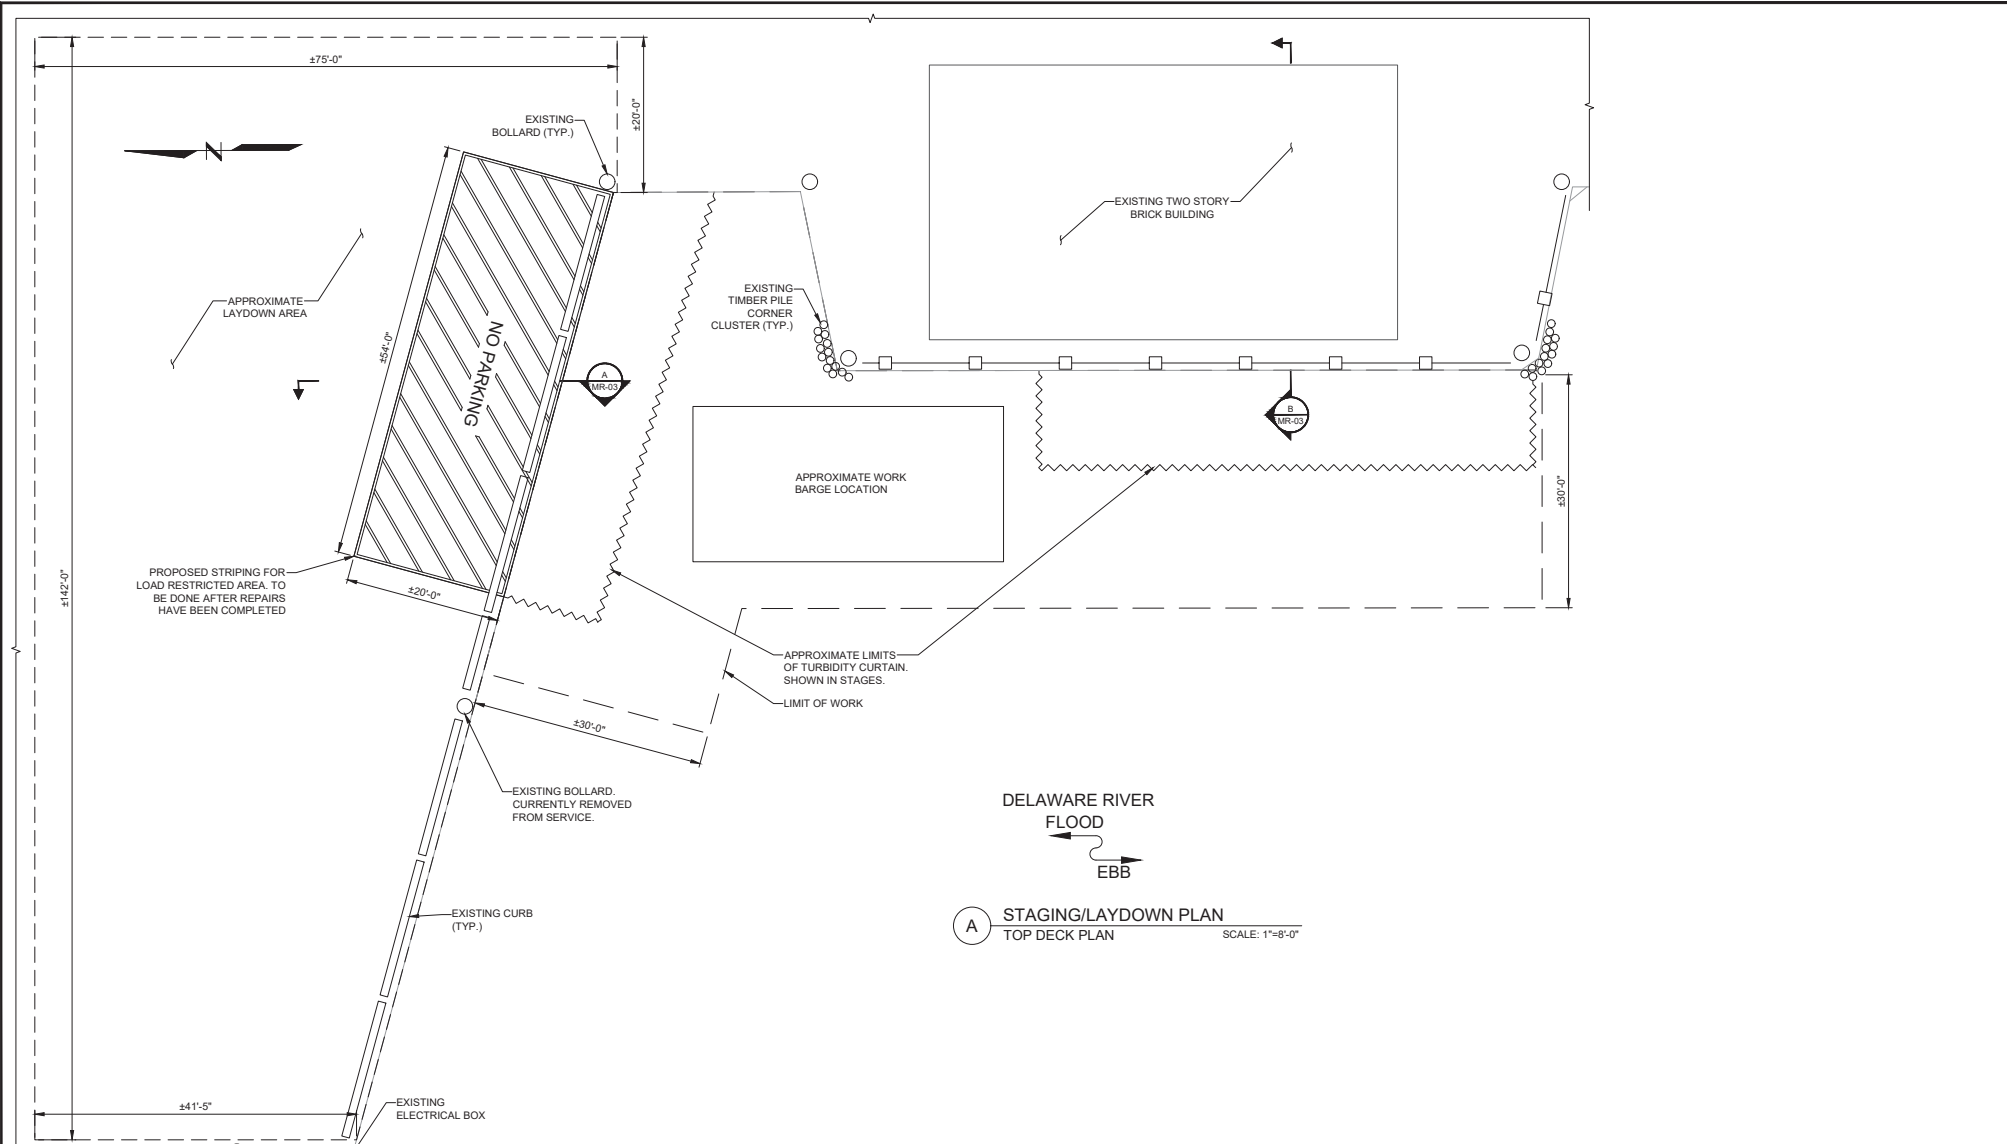 ±75'-0"
±20'-0"
EXISTING
BOLLARD (TYP.)
N
EXISTING TWO STORY
BRICK BUILDING
APPROXIMATE
LAYDOWN AREA
EXISTING
TIMBER PILE
CORNER
CLUSTER (TYP.)
±54'-0"
NO PARKING
A
MR-03
B
MR-03
APPROXIMATE WORK
BARGE LOCATION
±30'-0"
PROPOSED STRIPING FOR
LOAD RESTRICTED AREA. TO
BE DONE AFTER REPAIRS
HAVE BEEN COMPLETED
±20'-0"
±142'-0"
APPROXIMATE LIMITS
OF TURBIDITY CURTAIN.
SHOWN IN STAGES.
LIMIT OF WORK
±30'-0"
EXISTING BOLLARD.
CURRENTLY REMOVED
FROM SERVICE.
DELAWARE RIVER
FLOOD
EBB
EXISTING CURB
(TYP.)
A
STAGING/LAYDOWN PLAN
TOP DECK PLAN
SCALE: 1"=8'-0"
±41'-5"
EXISTING
ELECTRICAL BOX